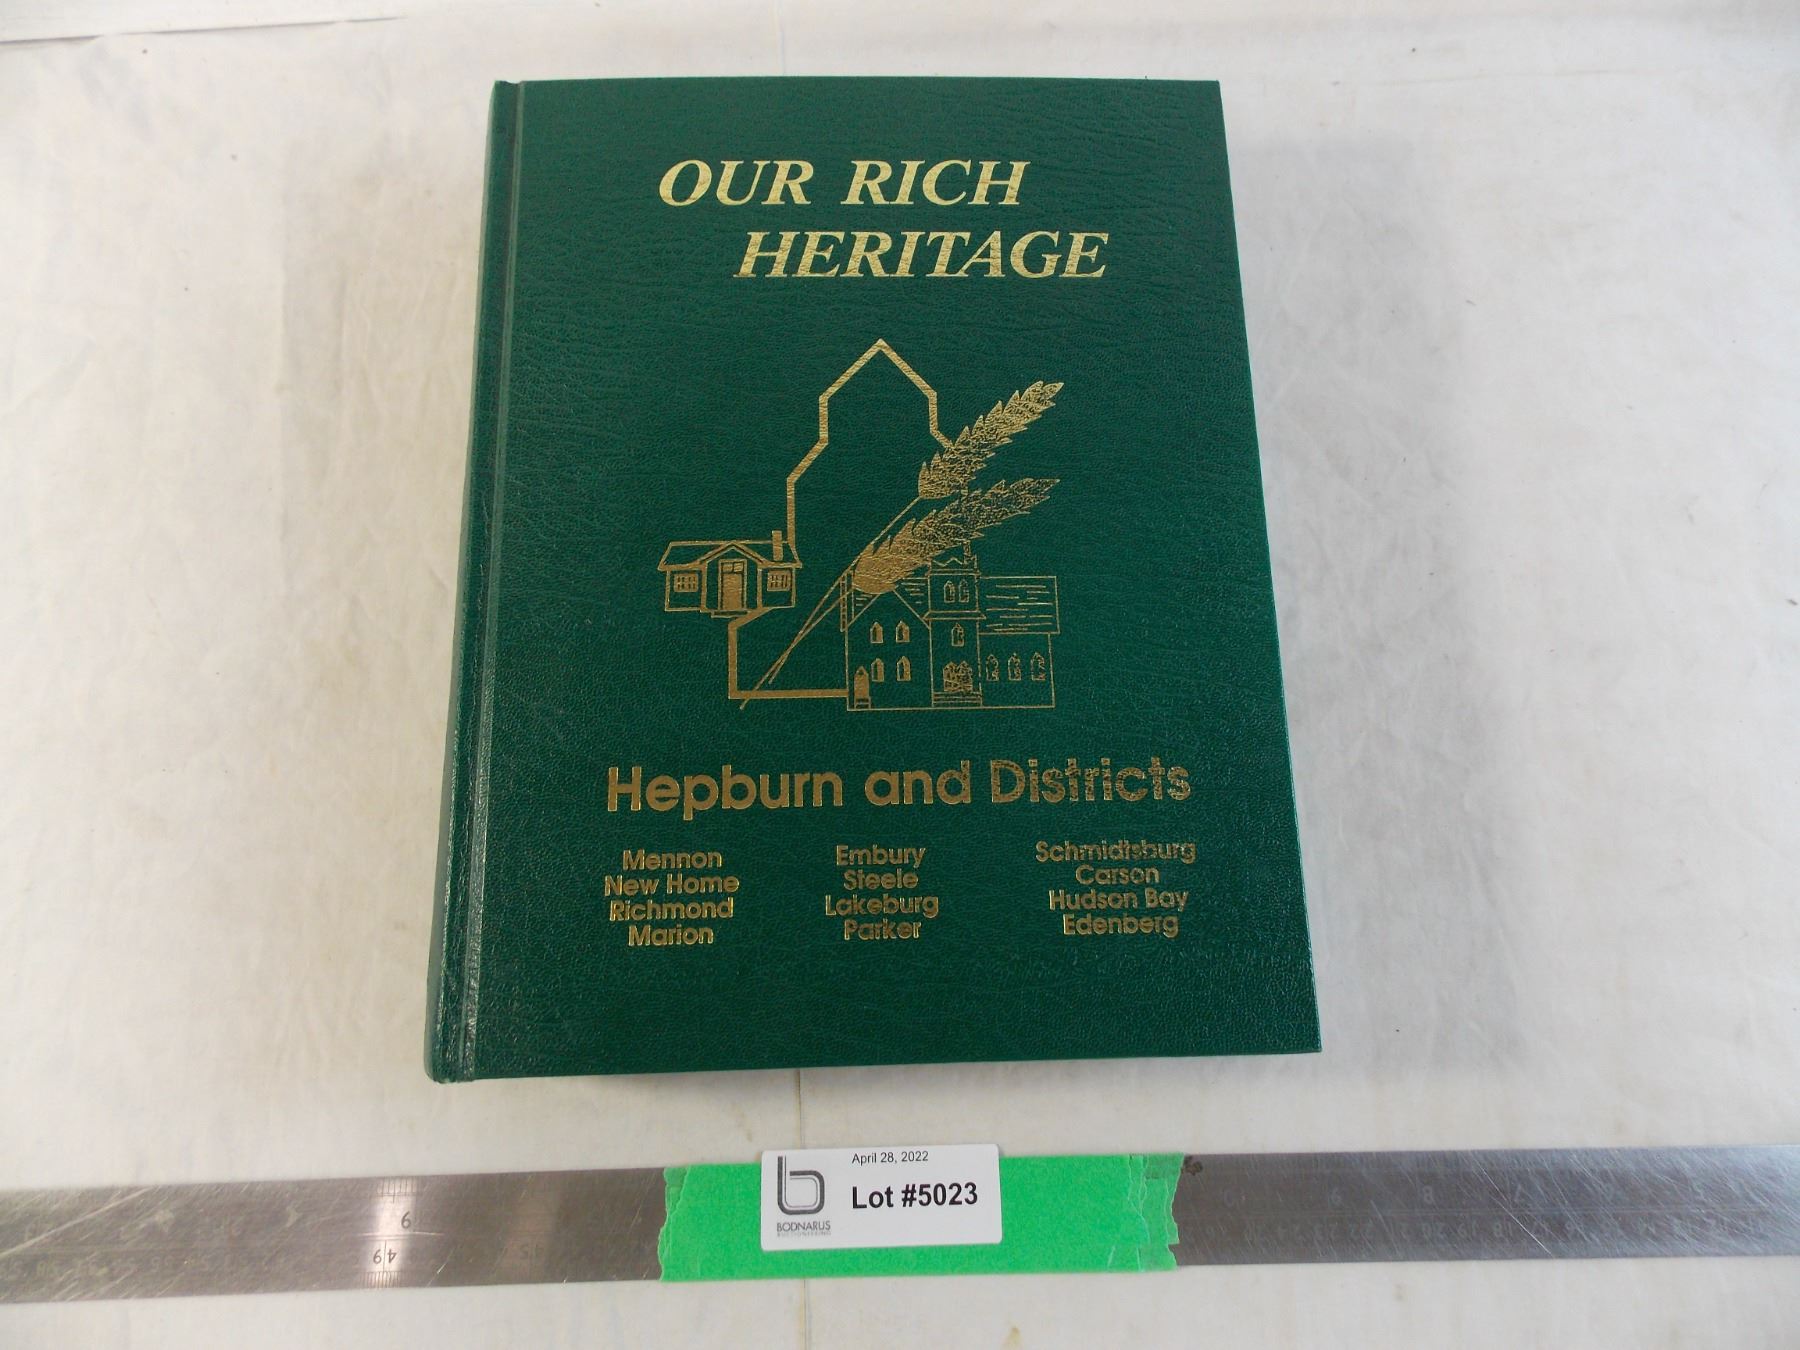 OUR RICH
HERITAGE
Hepburn and Districts
Mennon
New Home
Richmond
Marion
Embury
Steele
Lakeburg
Parker
Schmidtsburg
Carson
Hudson Bay
Edenberg
April 28, 2022
Lot #5023
BODNARUS
AUCTIONEERING